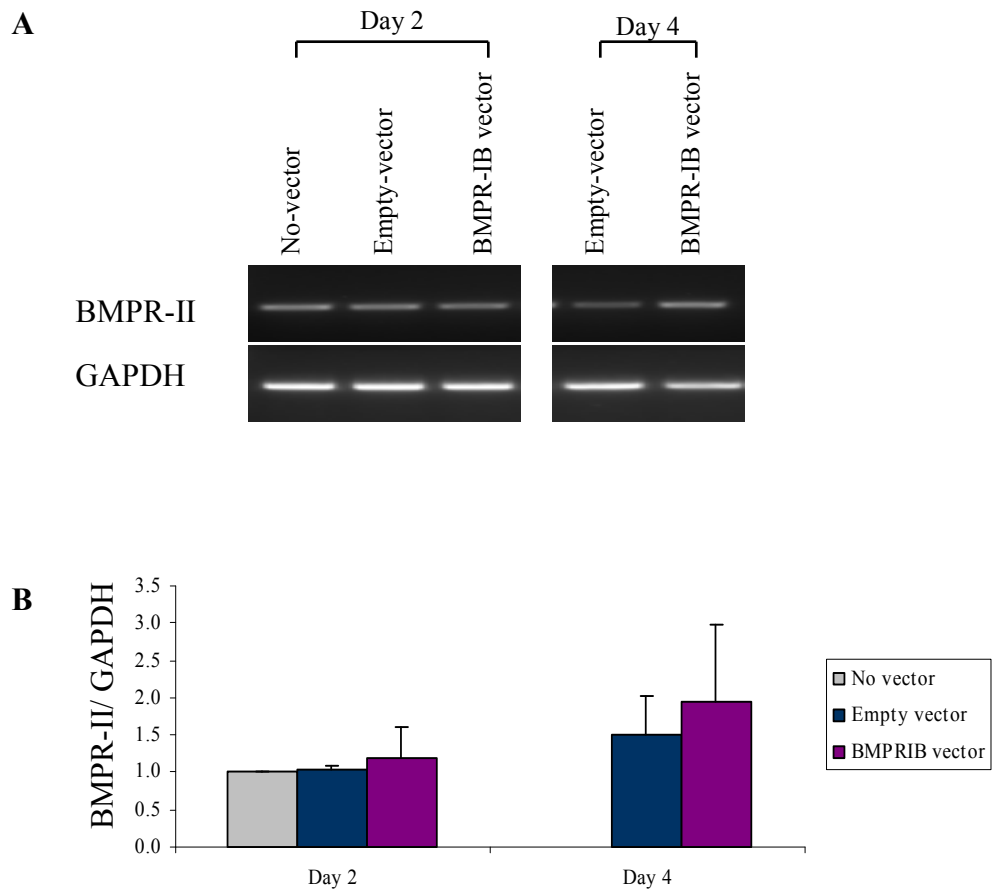 A
Day 2
Day 4
No-vector
Empty-vector
BMPR-IB vector
Empty-vector
BMPR-IB vector
BMPR-II
GAPDH
B
BMPR-II/ GAPDH
3.5
3.0
2.5
2.0
1.5
1.0
0.5
0.0
Day 2
Day 4
No vector
Empty vector
BMPRIB vector